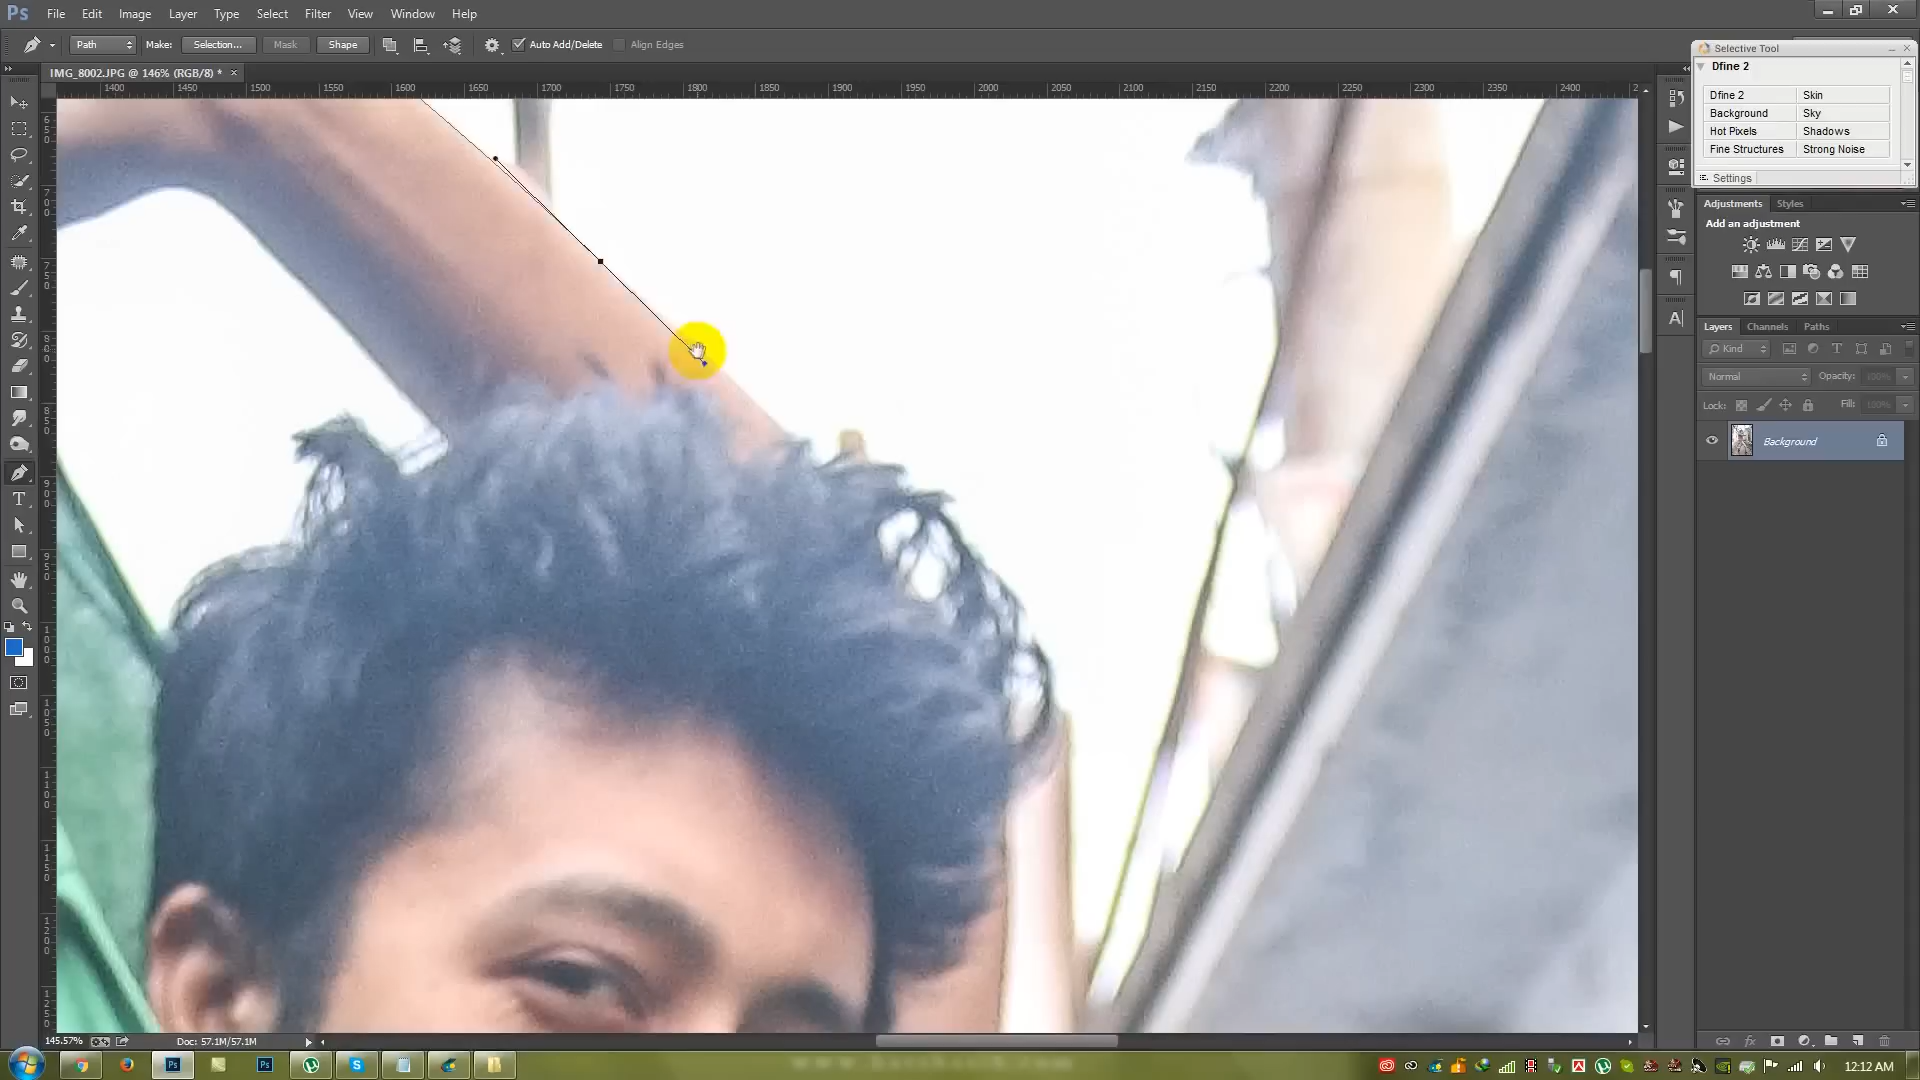 Ps File Edit Image Layer Type Select Filter View Window Help
Path Make: Selection... Mask Shape Auto Add/Delete Align Edges
IMG_8002.JPG @ 146% (RGB/8) * ×
1400 1450 1500 1550 1600 1650 1700 1750 1800 1850 1900 1950 2000 2050 2100 2150 2200 2250 2300 2350 2400 2
Selective Tool
Dfine 2
Dfine 2 Skin
Background Sky
Hot Pixels Shadows
Fine Structures Strong Noise
Settings
Adjustments Styles
Add an adjustment
Layers Channels Paths
Kind
Normal Opacity: 100%
Lock: Fill: 100%
Background
145.57% Doc: 57.1M/57.1M
12:12 AM